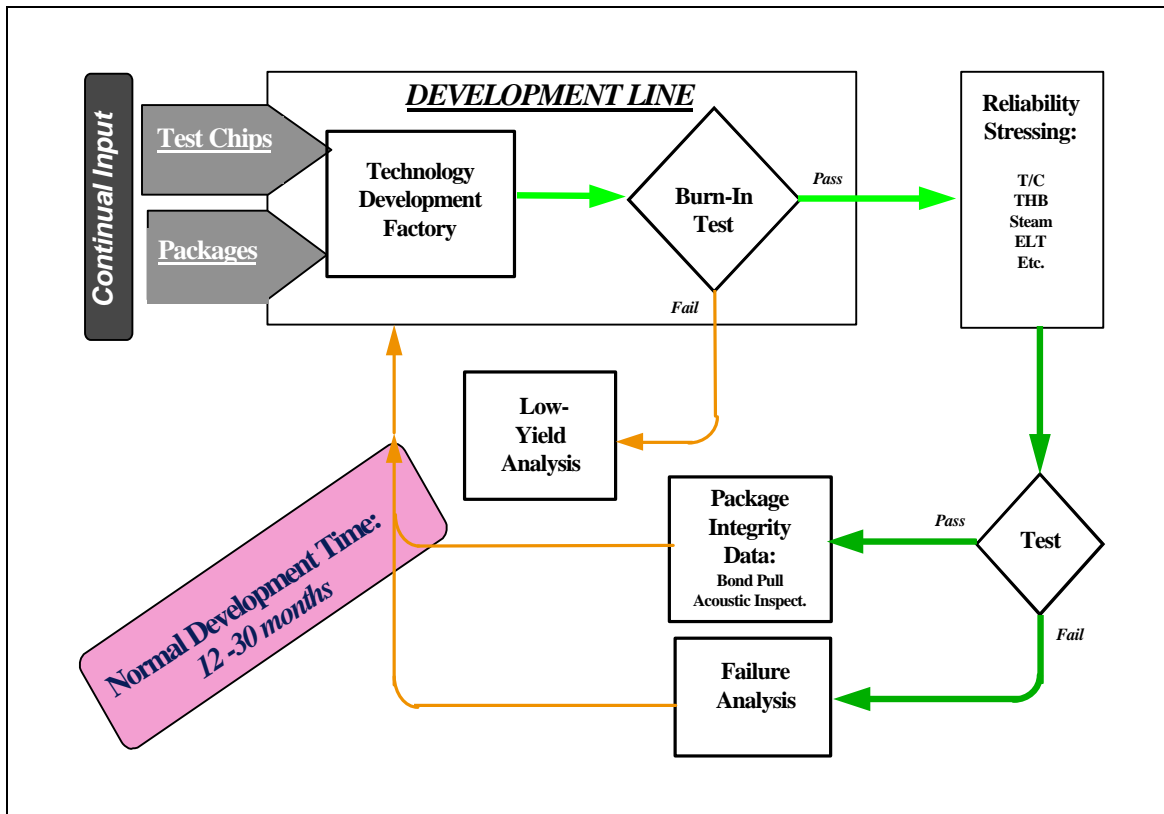 Continual Input
Test Chips
Packages
DEVELOPMENT LINE
Technology
Development
Factory
Burn-In
Test
Pass
Fail
Reliability
Stressing:
T/C
THB
Steam
ELT
Etc.
Low-
Yield
Analysis
Package
Integrity
Data:
Bond Pull
Acoustic Inspect.
Pass
Test
Fail
Failure
Analysis
Normal Development Time:
12 -30 months